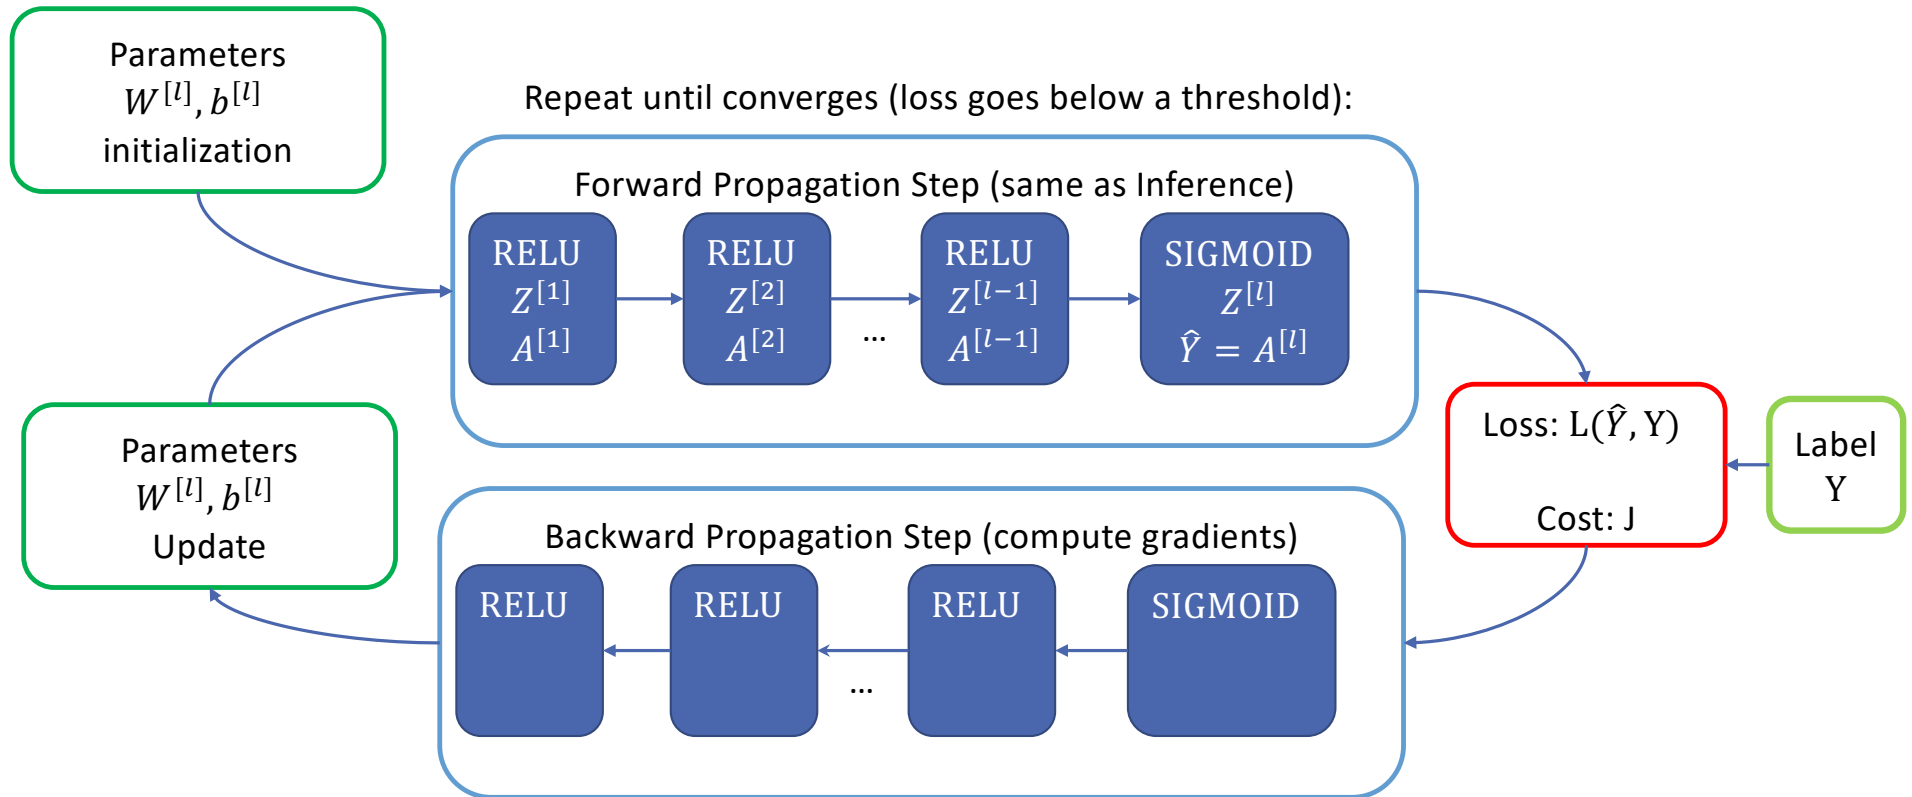 Parameters
W^[l], b^[l]
initialization
Repeat until converges (loss goes below a threshold):
Forward Propagation Step (same as Inference)
RELU
Z^[1]
A^[1]
RELU
Z^[2]
A^[2]
...
RELU
Z^[l−1]
A^[l−1]
SIGMOID
Z^[l]
Ŷ = A^[l]
Loss: L(Ŷ, Y)
Cost: J
Label
Y
Backward Propagation Step (compute gradients)
RELU
RELU
...
RELU
SIGMOID
Parameters
W^[l], b^[l]
Update